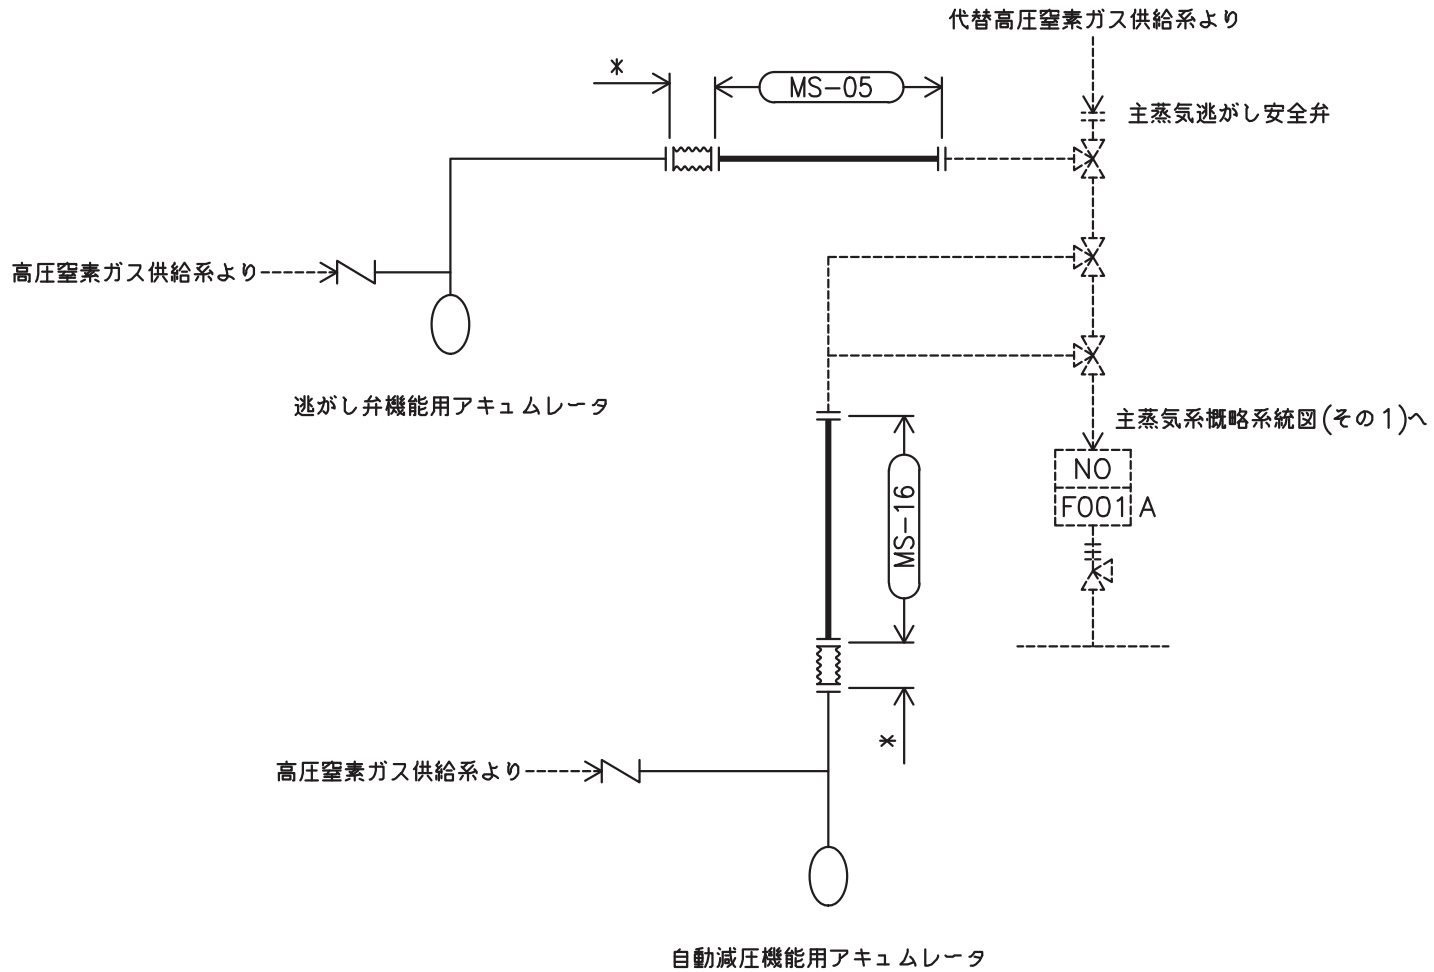 代替高圧窒素ガス供給系より
*
MS-05
主蒸気逃がし安全弁
高圧窒素ガス供給系より
逃がし弁機能用アキュムレータ
主蒸気系概略系統図(その1)へ
NO
F001 A
MS-16
*
高圧窒素ガス供給系より
自動減圧機能用アキュムレータ